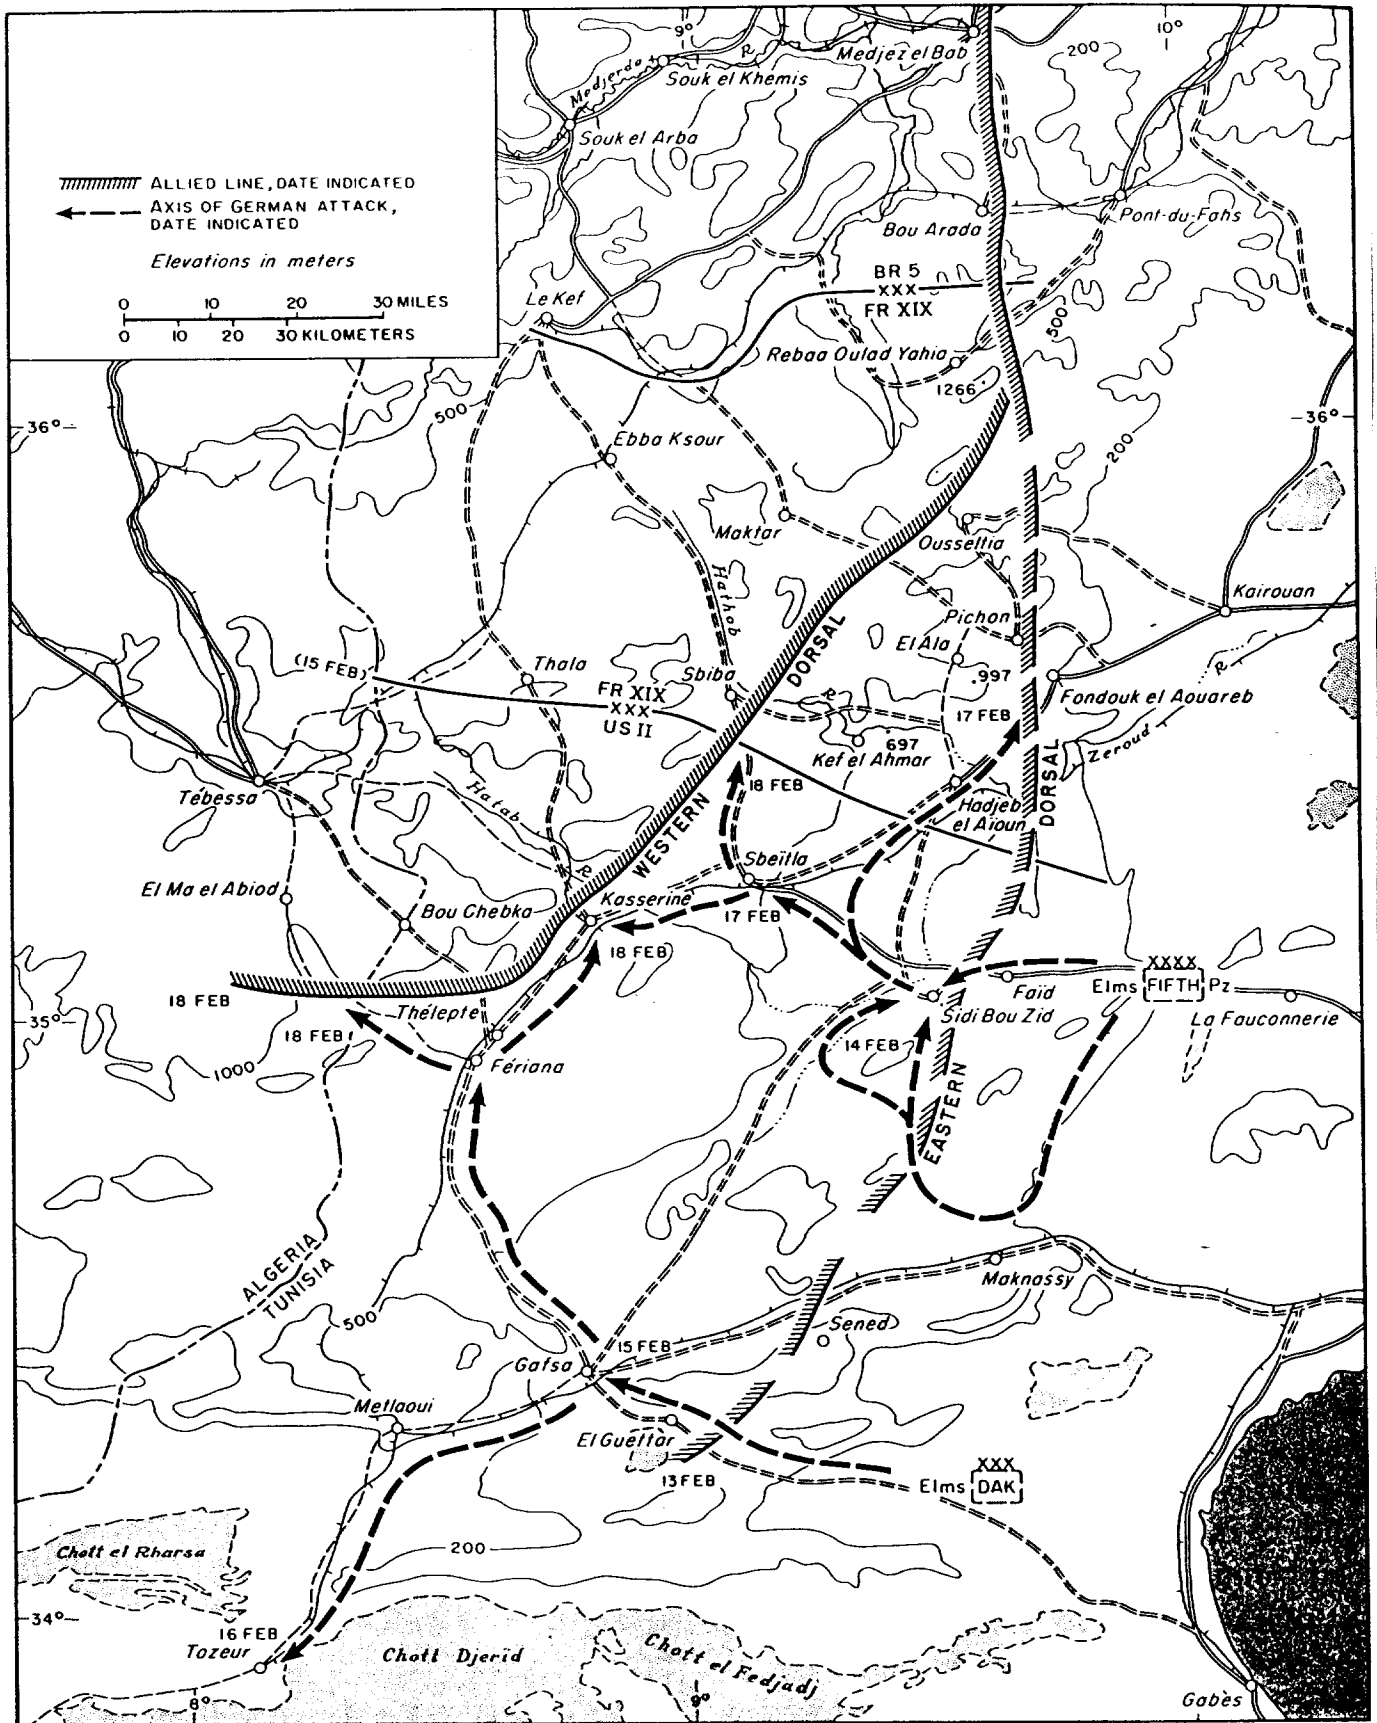 ALLIED LINE, DATE INDICATED
AXIS OF GERMAN ATTACK,
DATE INDICATED
Elevations in meters
0 10 20 30 MILES
0 10 20 30 KILOMETERS
9°
10°
Medjerda
R
Medjez el Bab
200
Souk el Khemis
Souk el Arba
Pont-du-Fahs
Bou Arada
BR 5
XXX
FR XIX
Le Kef
500
Rebaa Oulad Yahia
1266
36°
36°
500
Ebba Ksour
200
Maktar
Ousseltia
Hathob
Kairouan
Pichon
El Ala
DORSAL
(15 FEB)
Thala
FR XIX
XXX
US II
Sbiba
R
997
R
Fondouk el Aouareb
17 FEB
697
Kef el Ahmar
Zeroud
Tébessa
Hatab
R
WESTERN
18 FEB
Hadjeb
el Aïoun
DORSAL
Sbeïtla
El Ma el Abiod
Bou Chebka
Kasserine
17 FEB
18 FEB
XXXX
Elms FIFTH Pz
Faïd
18 FEB
Thélepte
Sidi Bou Zid
La Fauconnerie
35°
18 FEB
14 FEB
1000
Fériana
EASTERN
ALGERIA
TUNISIA
Maknassy
500
Sened
15 FEB
Gafsa
Metlaoui
El Guettar
13 FEB
XXX
Elms DAK
Chott el Rharsa
200
34°
16 FEB
Tozeur
Chott Djerid
Chott el Fedjadj
8°
9°
Gabès